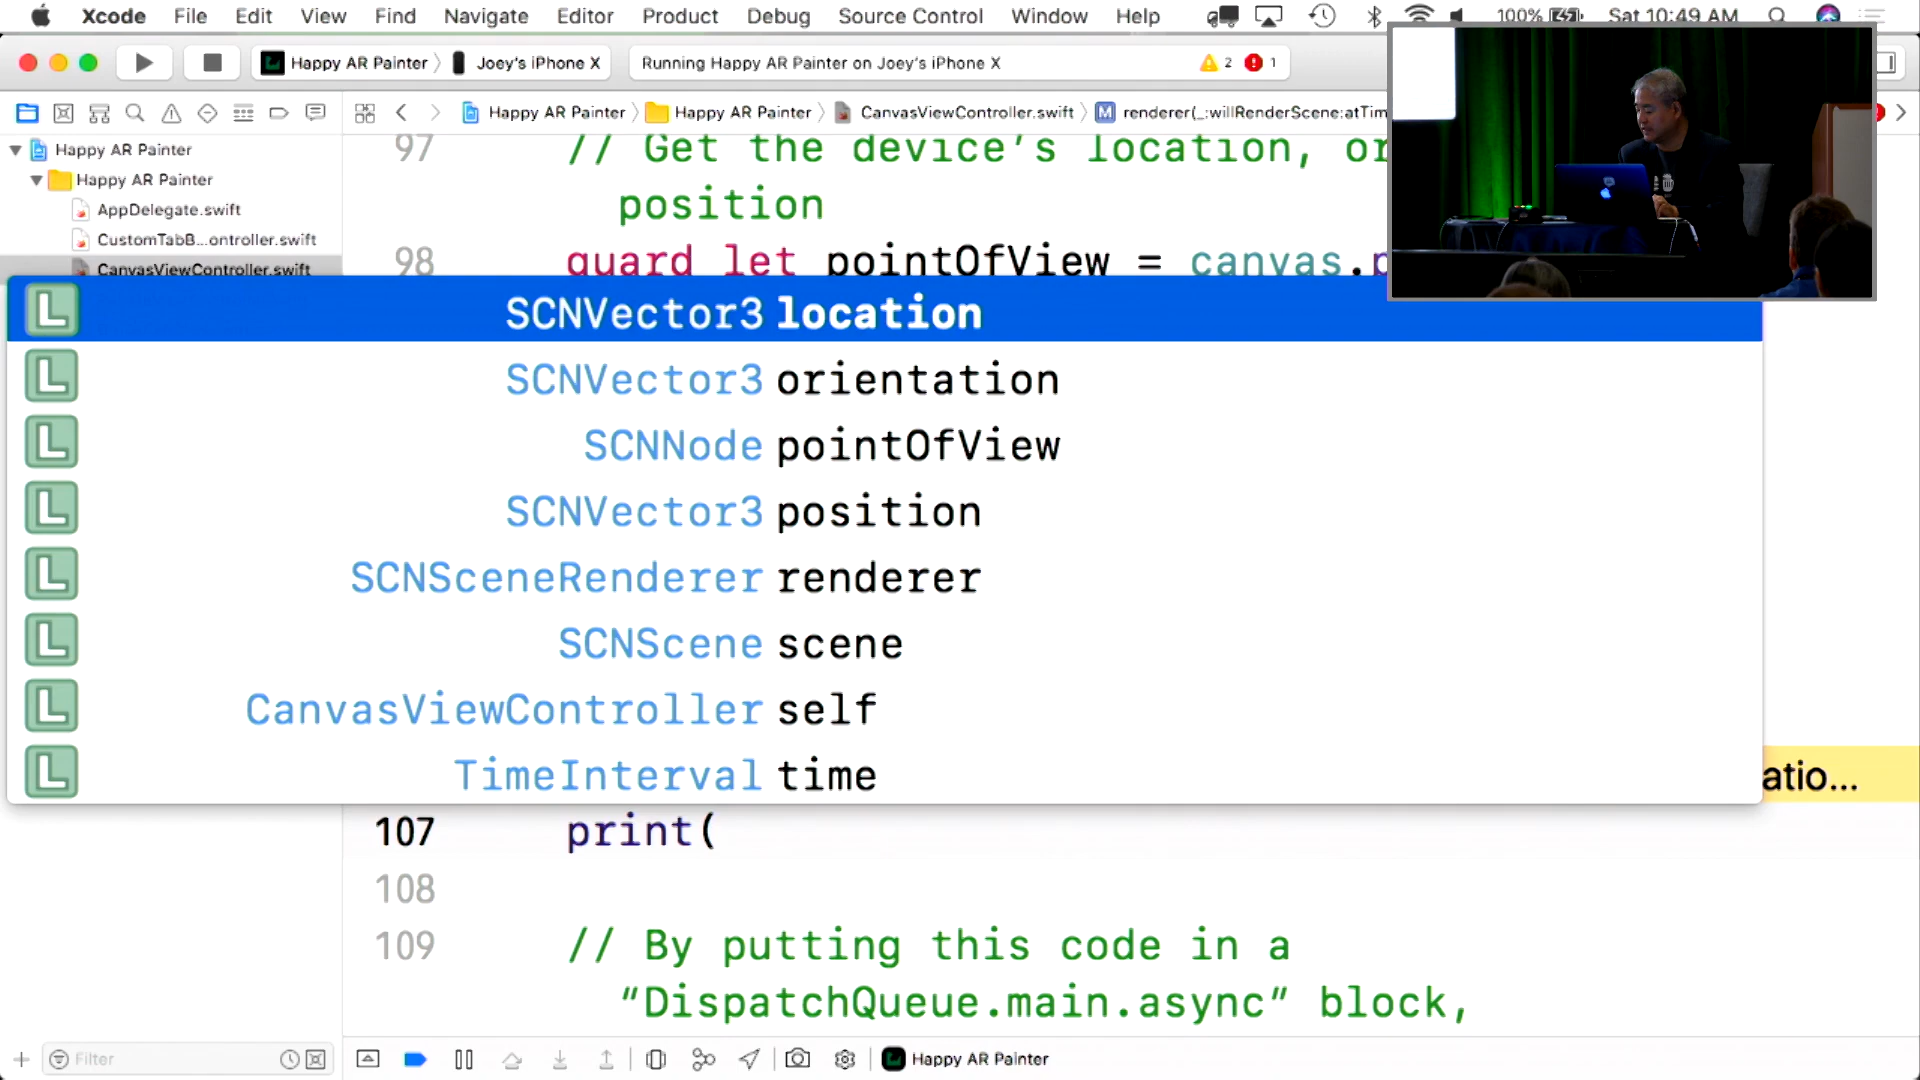 Xcode File Edit View Find Navigate Editor Product Debug Source Control Window Help 100% Sat 10:49 AM
Happy AR Painter Joey's iPhone X Running Happy AR Painter on Joey's iPhone X 2 1
Happy AR Painter Happy AR Painter CanvasViewController.swift M renderer(_:willRenderScene:atTim
Happy AR Painter
Happy AR Painter
AppDelegate.swift
CustomTabB...ontroller.swift
CanvasViewController.swift
97 // Get the device’s location, or
position
98 guard let pointOfView = canvas.p
L SCNVector3 location
L SCNVector3 orientation
L SCNNode pointOfView
L SCNVector3 position
L SCNSceneRenderer renderer
L SCNScene scene
L CanvasViewController self
L TimeInterval time
atio...
107 print(
108
109 // By putting this code in a
“DispatchQueue.main.async” block,
Filter
Happy AR Painter